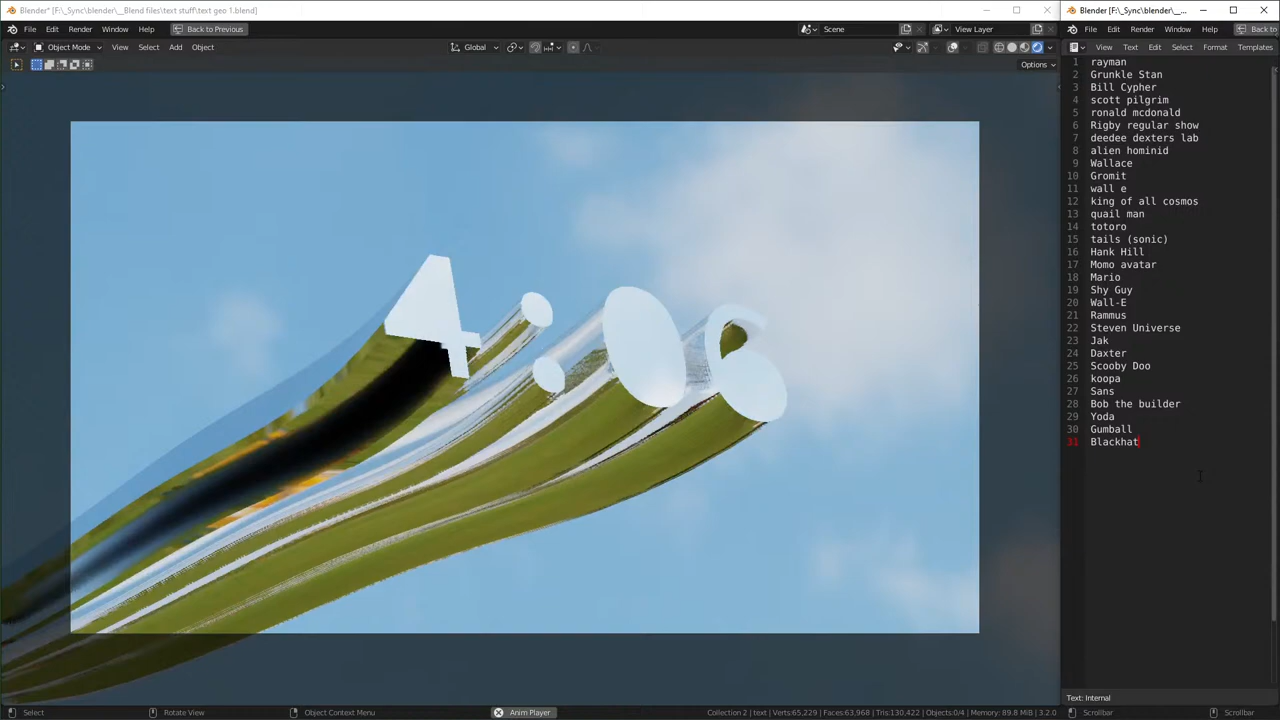 Blender* [F:\_Sync\blender\__Blend files\text stuff\text geo 1.blend]
File Edit Render Window Help Back to Previous Scene View Layer
Object Mode View Select Add Object Global
Options
4:06
Select Rotate View Object Context Menu Anim Player Collection 2 | text | Verts:65,229 | Faces:63,968 | Tris:130,422 | Objects:0/4 | Memory: 89.8 MiB | 3.2.0
Blender [F:\_Sync\blender\__...
File Edit Render Window Help Back to
View Text Edit Select Format Templates
1 rayman
2 Grunkle Stan
3 Bill Cypher
4 scott pilgrim
5 ronald mcdonald
6 Rigby regular show
7 deedee dexters lab
8 alien hominid
9 Wallace
10 Gromit
11 wall e
12 king of all cosmos
13 quail man
14 totoro
15 tails (sonic)
16 Hank Hill
17 Momo avatar
18 Mario
19 Shy Guy
20 Wall-E
21 Rammus
22 Steven Universe
23 Jak
24 Daxter
25 Scooby Doo
26 koopa
27 Sans
28 Bob the builder
29 Yoda
30 Gumball
31 Blackhat
Text: Internal
Scrollbar Scrollbar